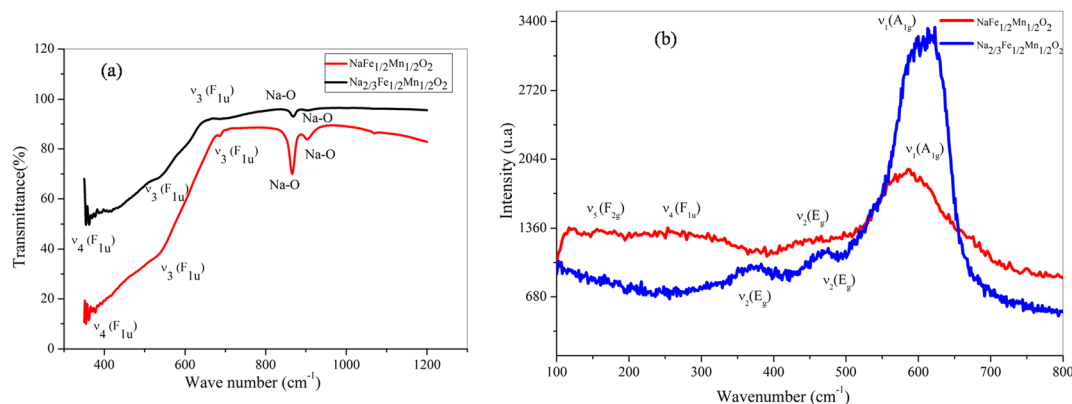 (a)
NaFe1/2Mn1/2O2
Na2/3Fe1/2Mn1/2O2
120
100
80
60
40
20
0
Transmittance(%)
400
600
800
1000
1200
Wave number (cm⁻¹)
ν3 (F1u)
Na-O
Na-O
ν3 (F1u)
ν3 (F1u)
Na-O
Na-O
ν4 (F1u)
ν3 (F1u)
ν4 (F1u)
(b)
ν1(A1g)
NaFe1/2Mn1/2O2
Na2/3Fe1/2Mn1/2O2
3400
2720
2040
1360
680
Intensity (u.a)
ν1(A1g)
ν5(F2g)
ν4(F1u)
ν2(Eg)
ν2(Eg)
ν2(Eg)
100
200
300
400
500
600
700
800
Wavenumber (cm⁻¹)